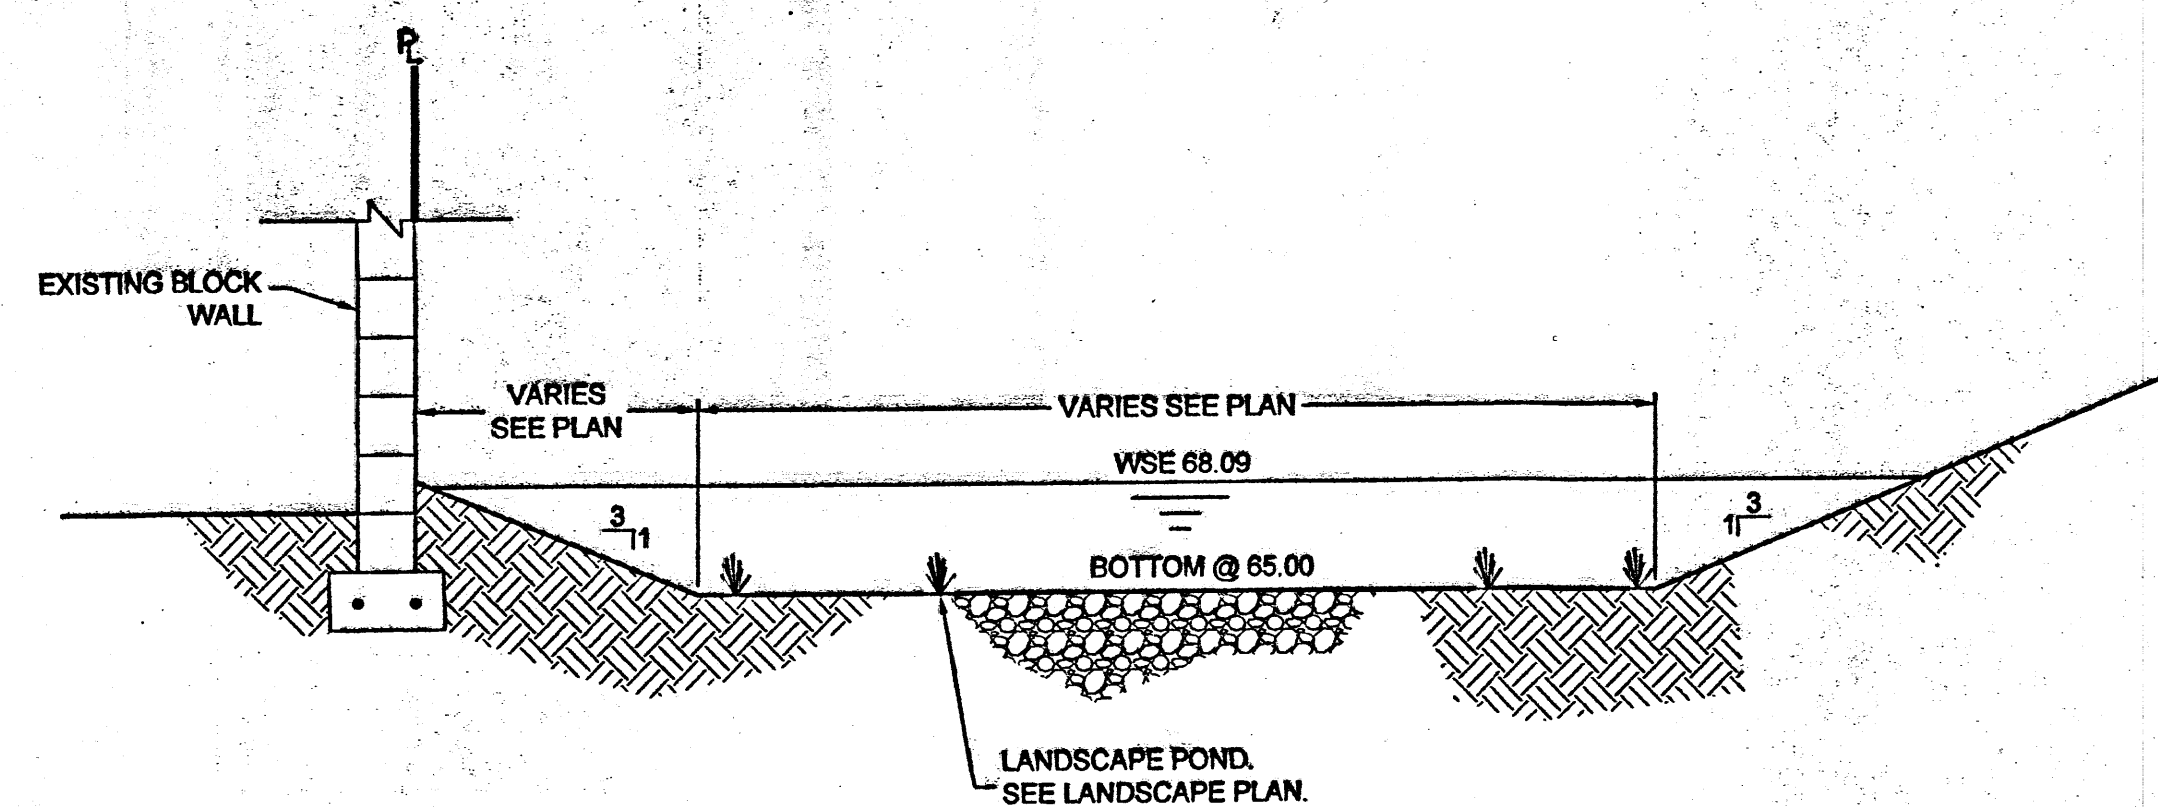 PL
EXISTING BLOCK
WALL
VARIES
SEE PLAN
VARIES SEE PLAN
WSE 68.09
3
1
3
1
BOTTOM @ 65.00
LANDSCAPE POND.
SEE LANDSCAPE PLAN.